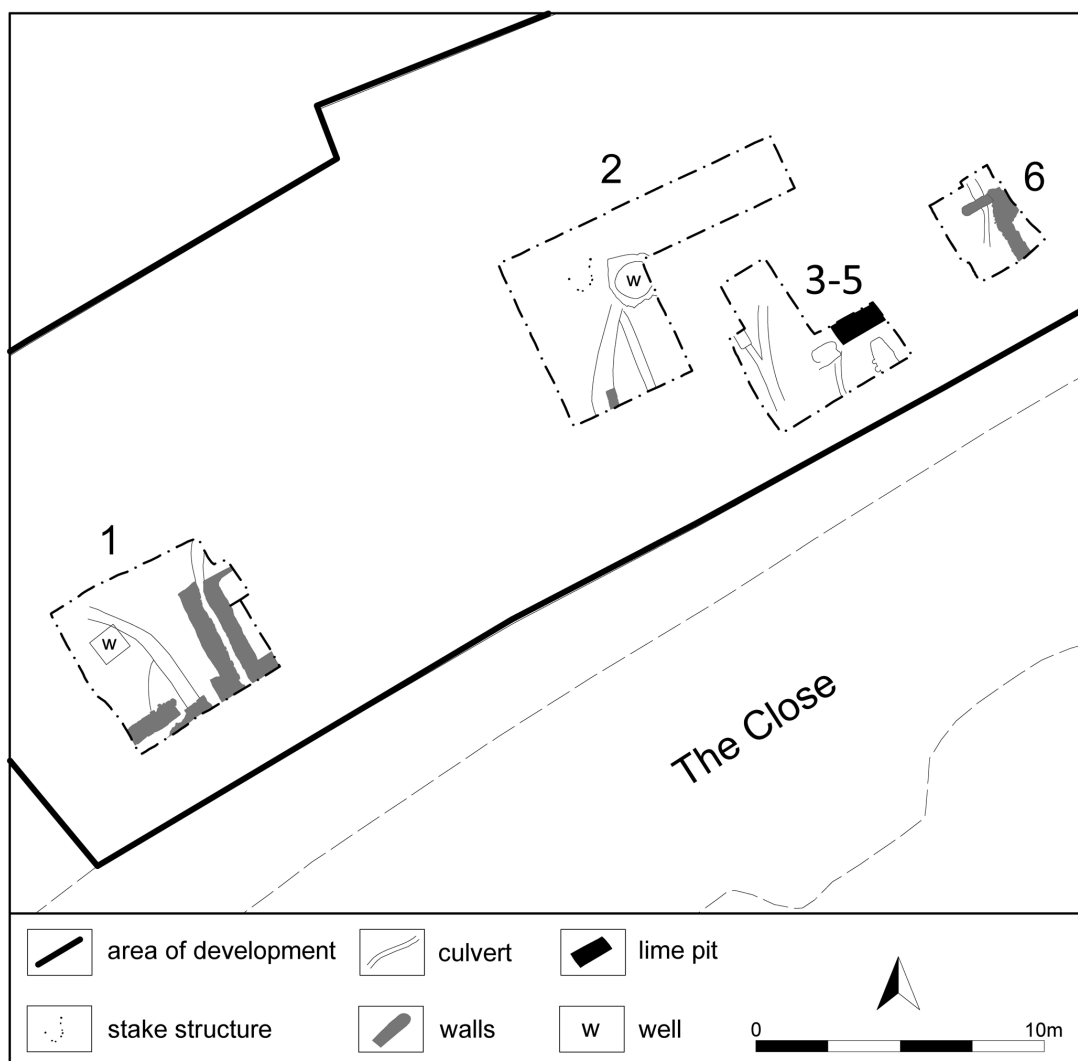 2
6
3-5
1
w
w
The Close
area of development
culvert
lime pit
stake structure
walls
w
well
0
10m